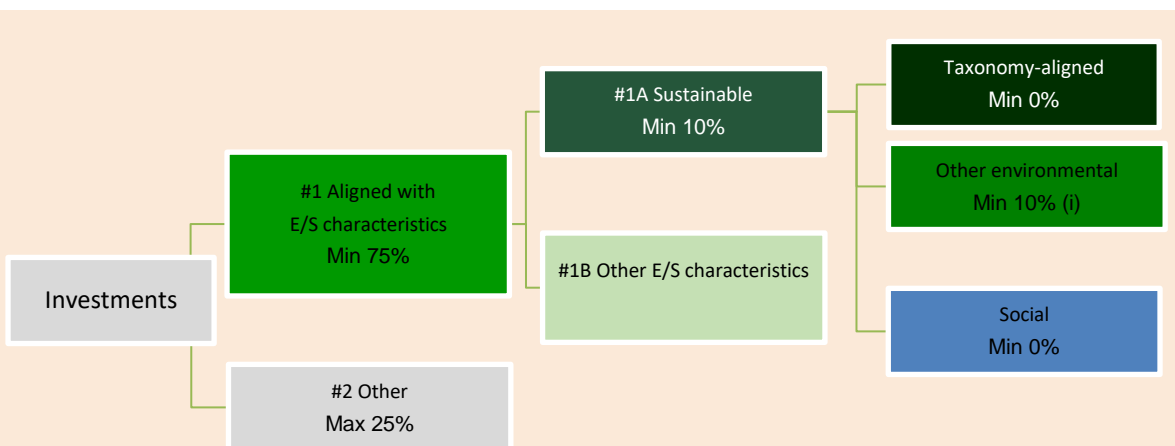 Investments
#1 Aligned with
E/S characteristics
Min 75%
#2 Other
Max 25%
#1A Sustainable
Min 10%
#1B Other E/S characteristics
Taxonomy-aligned
Min 0%
Other environmental
Min 10% (i)
Social
Min 0%